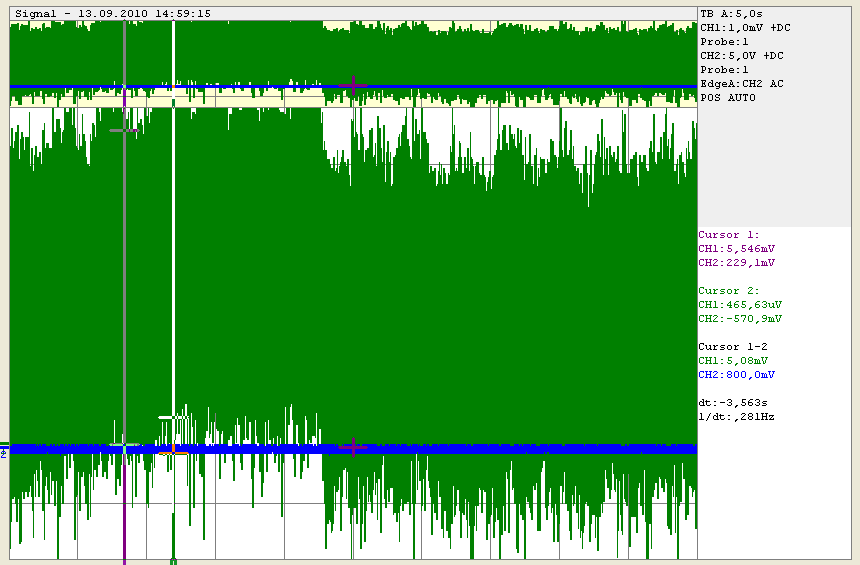 Signal - 13.09.2010 14:59:15
TB A:5,0s
CH1:1,0mV +DC
Probe:1
CH2:5,0V +DC
Probe:1
EdgeA:CH2 AC
POS AUTO
Cursor 1:
CH1:5,546mV
CH2:229,1mV
Cursor 2:
CH1:465,63uV
CH2:-570,9mV
Cursor 1-2
CH1:5,08mV
CH2:800,0mV
dt:-3,563s
1/dt:,281Hz